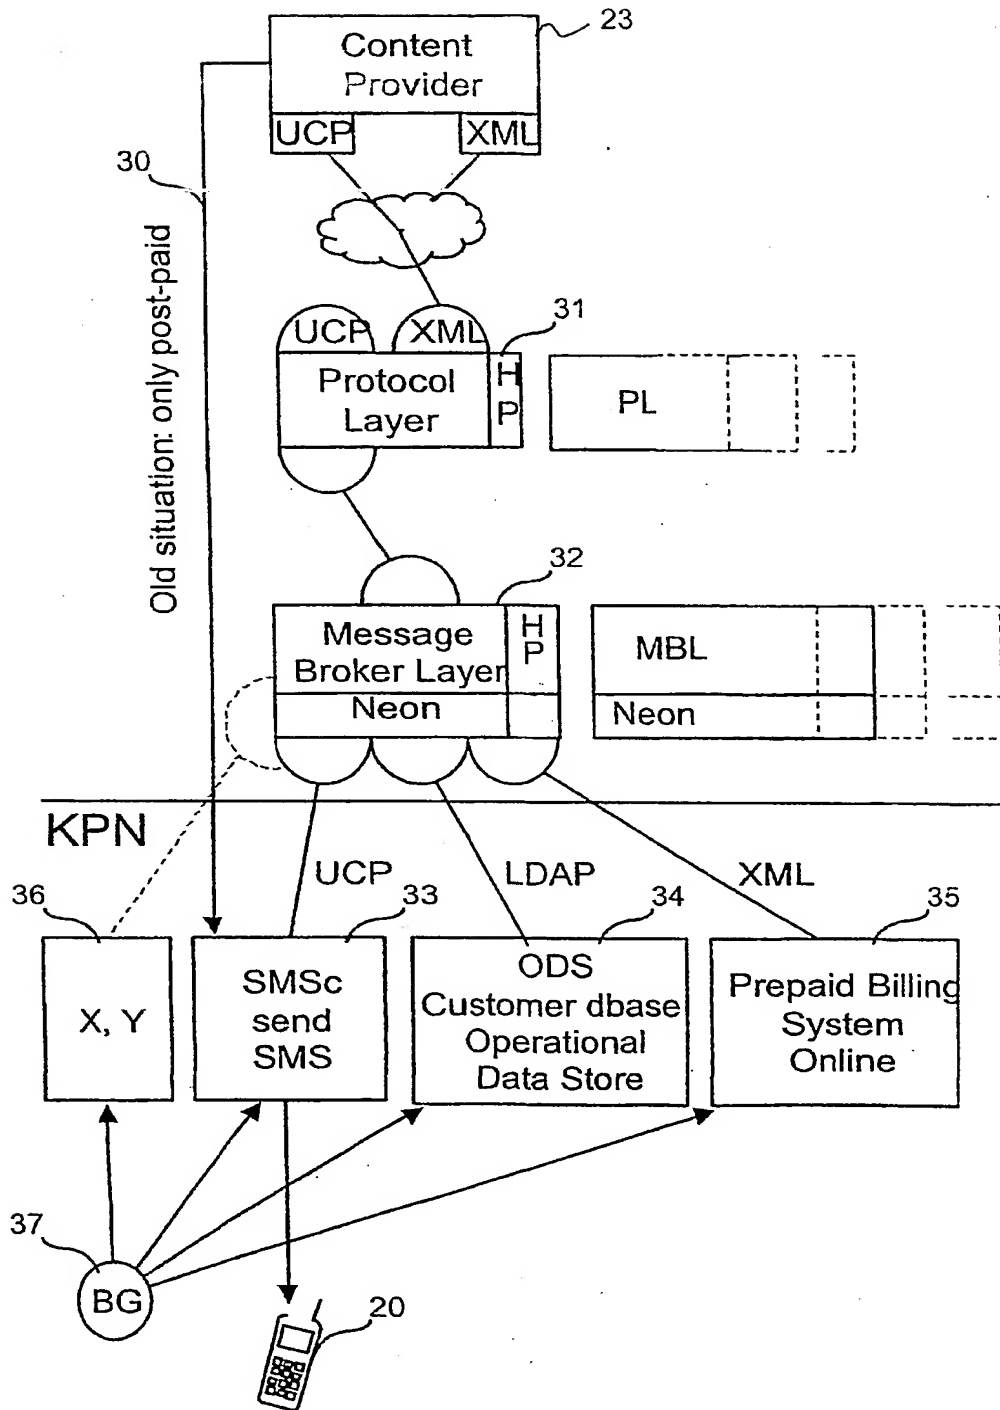 23
Content
Provider
UCP
XML
30
Old situation: only post-paid
31
UCP
XML
Protocol
Layer
H
P
PL
32
Message
Broker Layer
H
P
Neon
MBL
Neon
KPN
UCP
LDAP
XML
36
33
34
35
X, Y
SMSc
send
SMS
ODS
Customer dbase
Operational
Data Store
Prepaid Billing
System
Online
37
BG
20